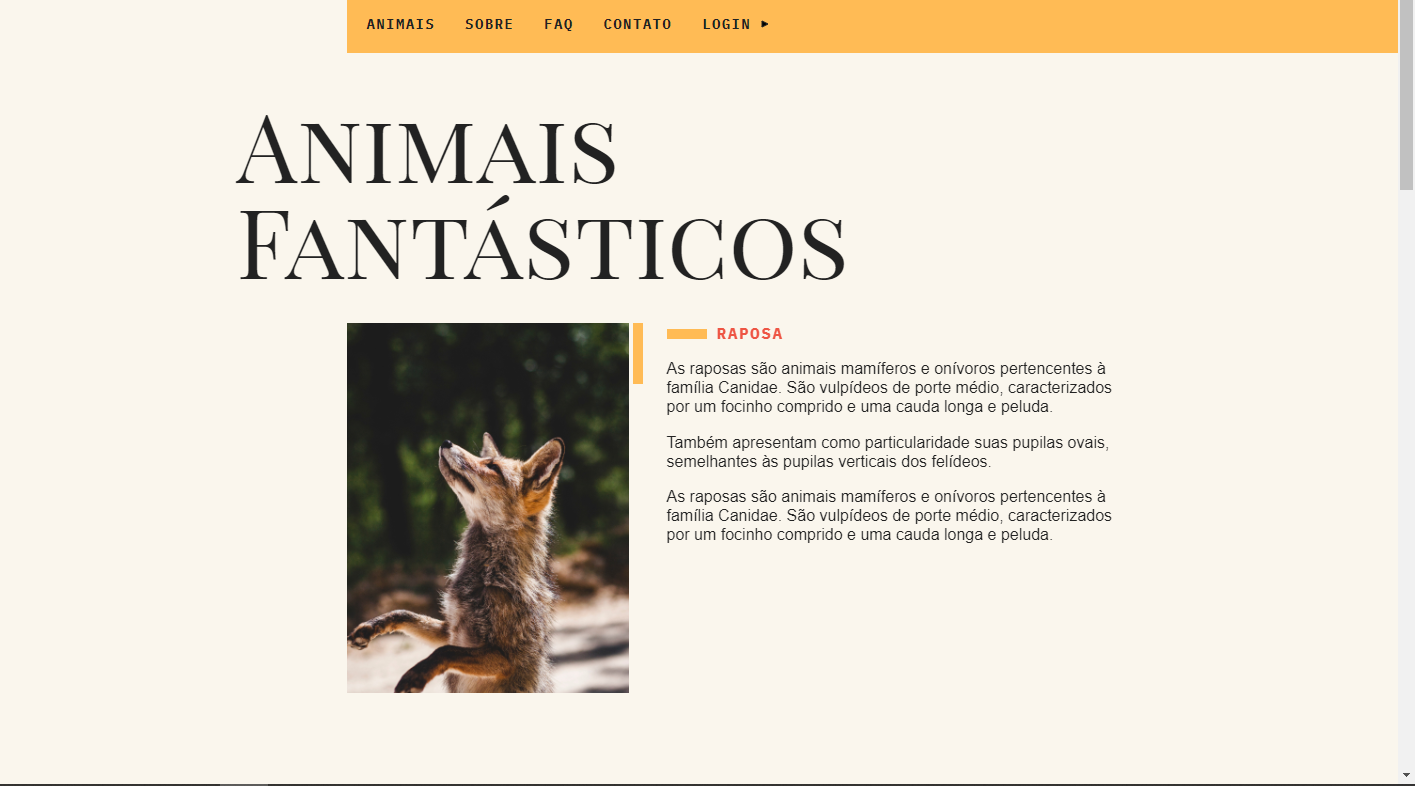 ANIMAIS SOBRE FAQ CONTATO LOGIN ▸
ANIMAIS
FANTÁSTICOS
RAPOSA
As raposas são animais mamíferos e onívoros pertencentes à
família Canidae. São vulpídeos de porte médio, caracterizados
por um focinho comprido e uma cauda longa e peluda.
Também apresentam como particularidade suas pupilas ovais,
semelhantes às pupilas verticais dos felídeos.
As raposas são animais mamíferos e onívoros pertencentes à
família Canidae. São vulpídeos de porte médio, caracterizados
por um focinho comprido e uma cauda longa e peluda.